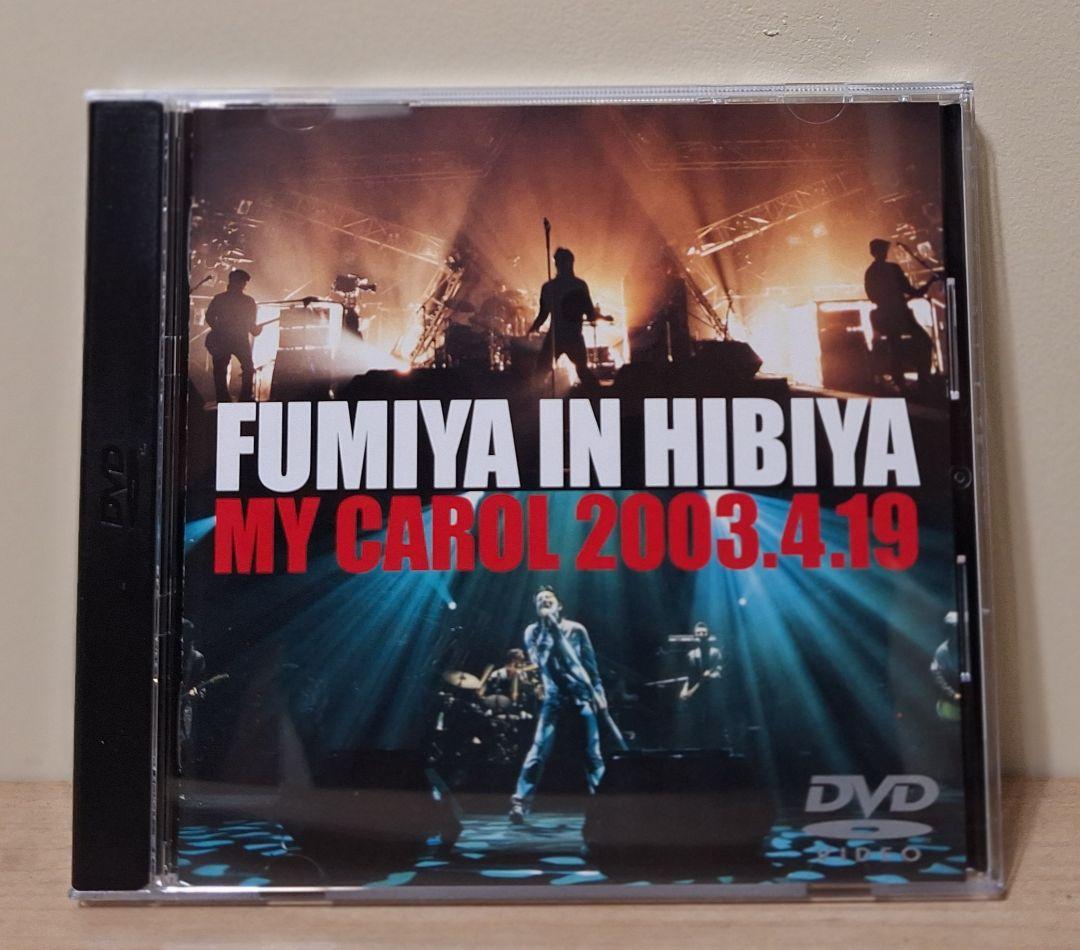 FUMIYA IN HIBIYA
MY CAROL 2003.4.19
DVD
DVD
VIDEO